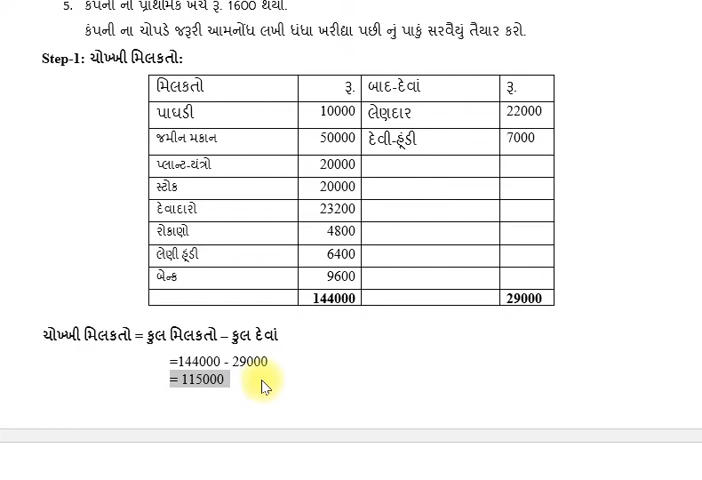 5. કંપની નો પ્રાથમિક ખર્ચ રૂ. 1600 થયો.
કંપની ના ચોપડે જરૂરી આમનોંધ લખી ધંધા ખરીદ્યા પછી નું પાકું સરવૈયું તૈયાર કરો.
Step-1: ચોખ્ખી મિલકતો:
મિલકતો રૂ. બાદ-દેવાં રૂ.
પાઘડી 10000 લેણદાર 22000
જમીન મકાન 50000 દેવી-હૂંડી 7000
પ્લાન્ટ-યંત્રો 20000
સ્ટોક 20000
દેવાદારો 23200
રોકાણો 4800
લેણી હૂંડી 6400
બેન્ક 9600
144000 29000
ચોખ્ખી મિલકતો = કુલ મિલકતો – કુલ દેવાં
=144000 - 29000
= 115000